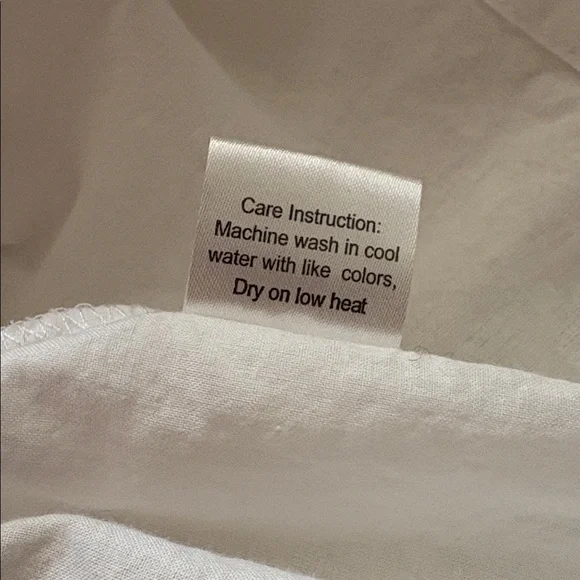 Care Instruction:
Machine wash in cool
water with like colors,
Dry on low heat